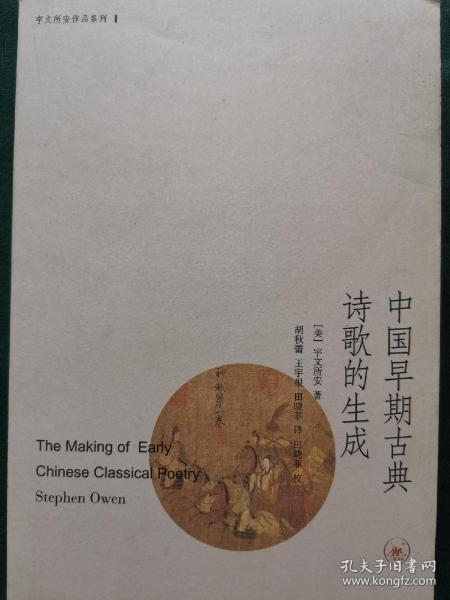 宇文所安作品系列
中国早期古典
诗歌的生成
［美］宇文所安 著
胡秋蕾 王宇根 田晓菲 译 田晓菲 校
The Making of Early
Chinese Classical Poetry
Stephen Owen
孔夫子旧书网
www.kongfz.com